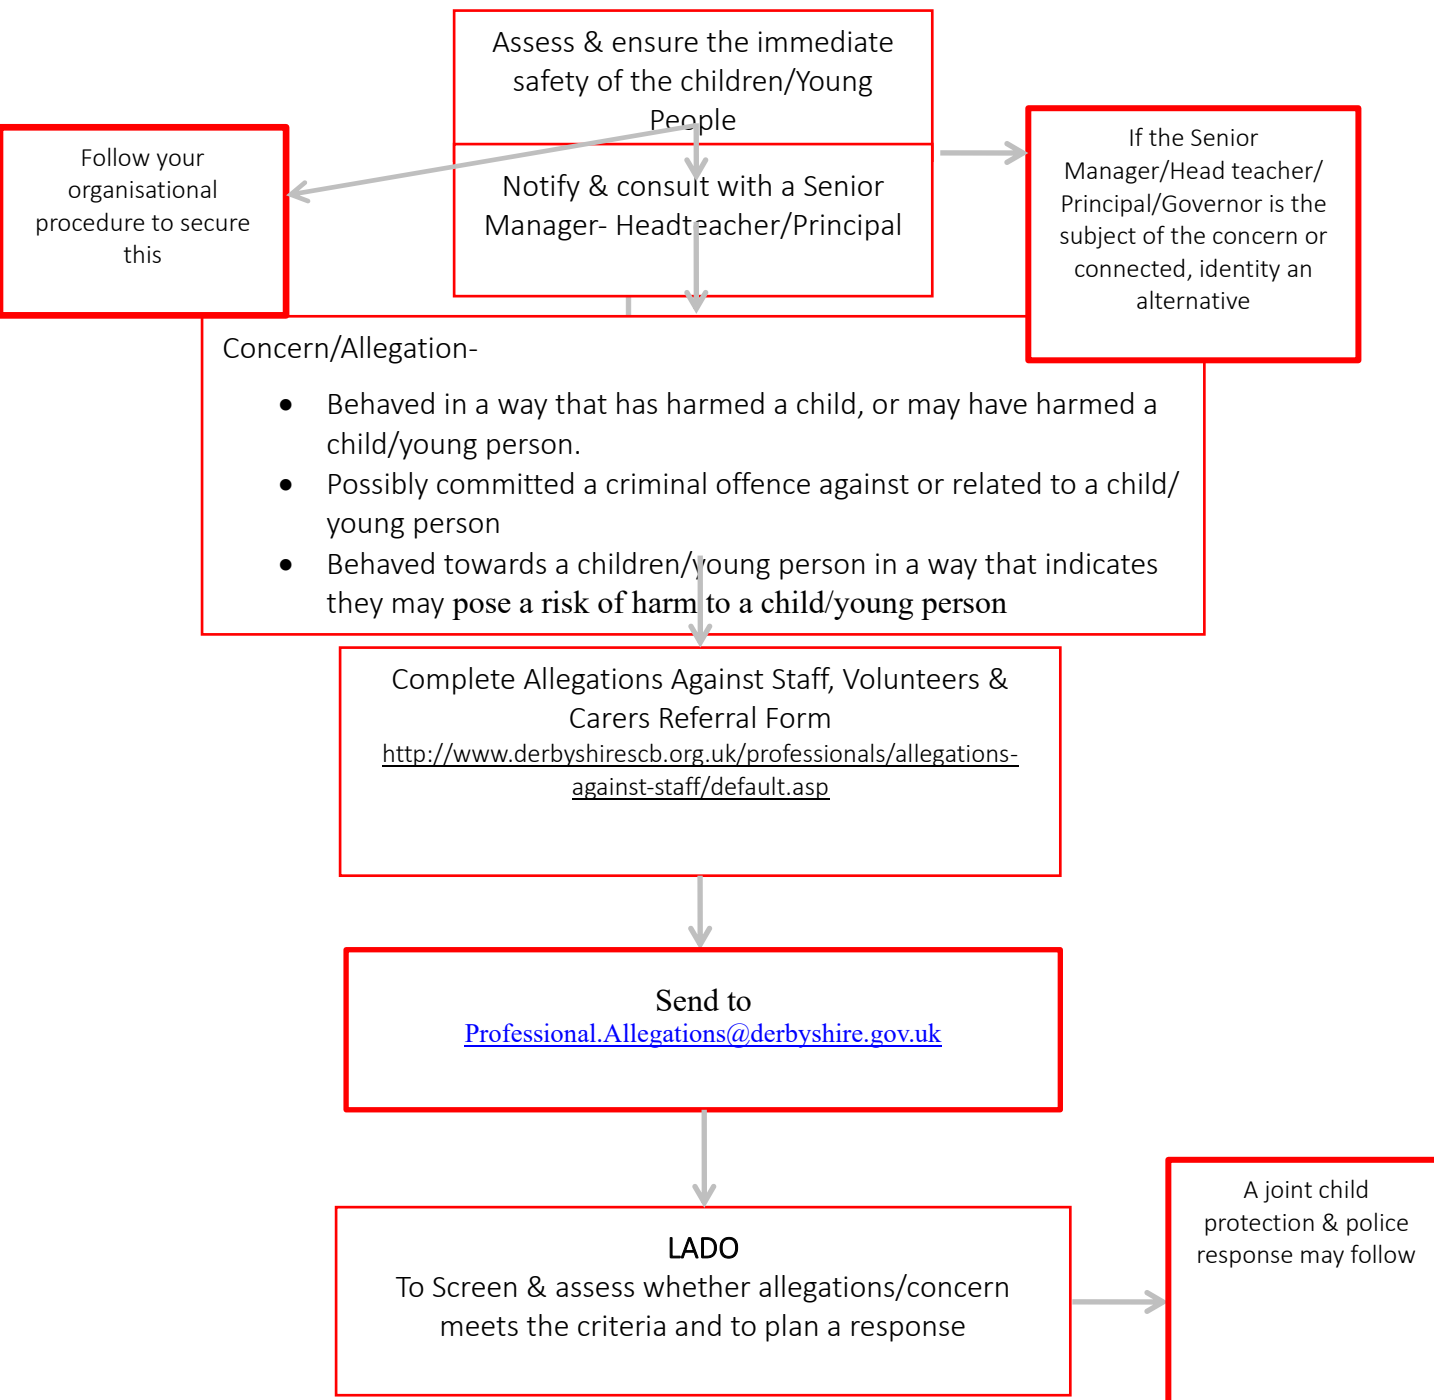 Assess & ensure the immediate
safety of the children/Young
People
Follow your
organisational
procedure to secure
this
Notify & consult with a Senior
Manager- Headteacher/Principal
If the Senior
Manager/Head teacher/
Principal/Governor is the
subject of the concern or
connected, identity an
alternative
Concern/Allegation-
• Behaved in a way that has harmed a child, or may have harmed a
child/young person.
• Possibly committed a criminal offence against or related to a child/
young person
• Behaved towards a children/young person in a way that indicates
they may pose a risk of harm to a child/young person
Complete Allegations Against Staff, Volunteers &
Carers Referral Form
http://www.derbyshirescb.org.uk/professionals/allegations-
against-staff/default.asp
Send to
Professional.Allegations@derbyshire.gov.uk
LADO
To Screen & assess whether allegations/concern
meets the criteria and to plan a response
A joint child
protection & police
response may follow